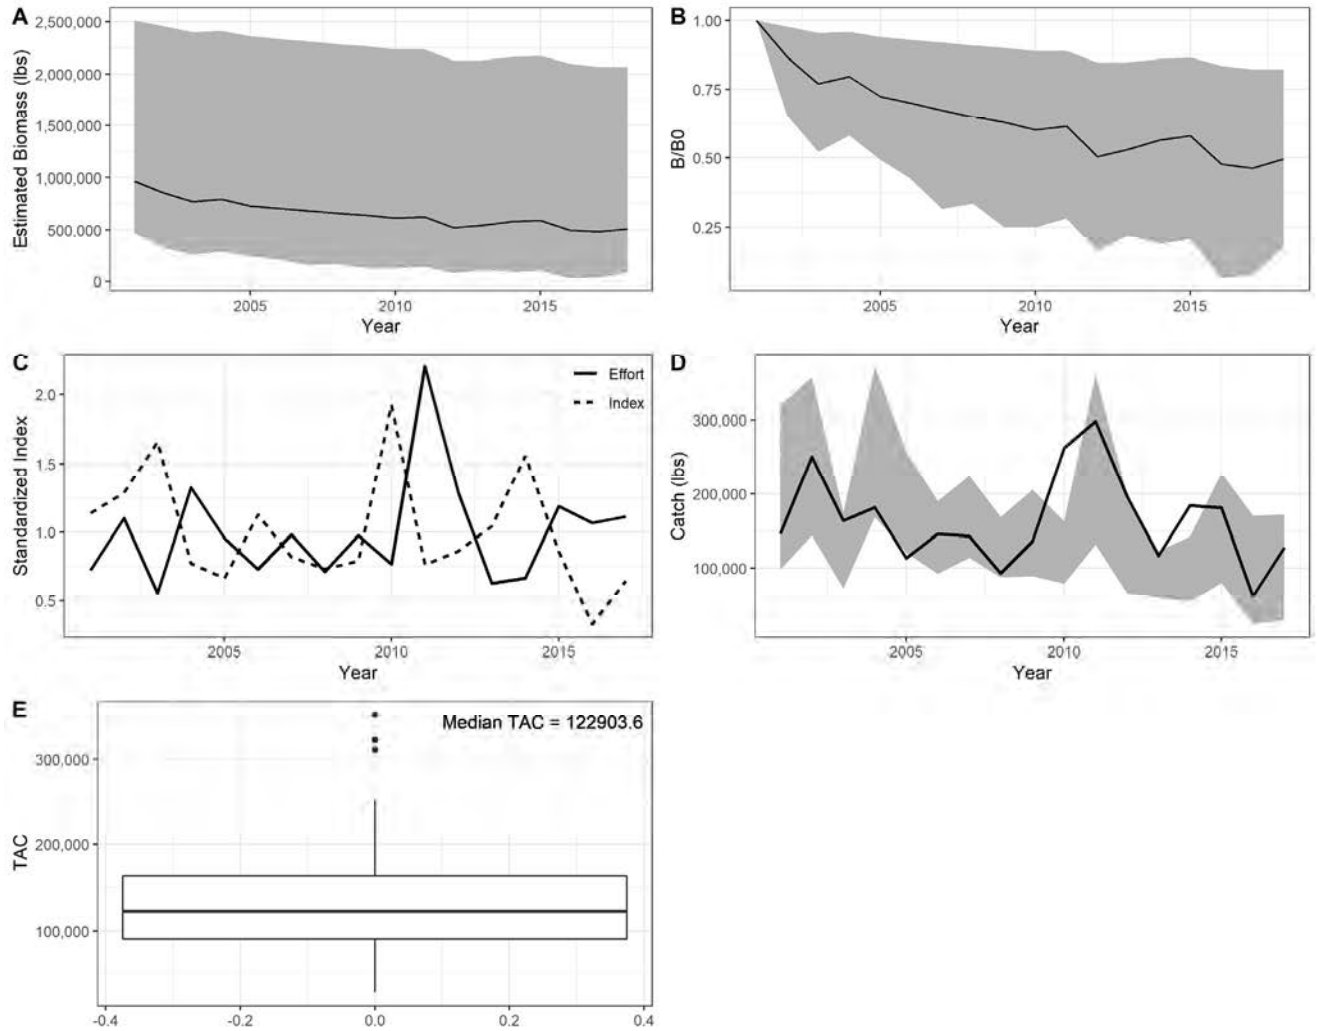 A
Estimated Biomass (lbs)
2,500,000
2,000,000
1,500,000
1,000,000
500,000
0
2005 2010 2015
Year
B
B/B0
1.00
0.75
0.50
0.25
2005 2010 2015
Year
C
Standardized Index
2.0
1.5
1.0
0.5
Effort
Index
2005 2010 2015
Year
D
Catch (lbs)
300,000
200,000
100,000
2005 2010 2015
Year
E
TAC
300,000
200,000
100,000
Median TAC = 122903.6
-0.4 -0.2 0.0 0.2 0.4